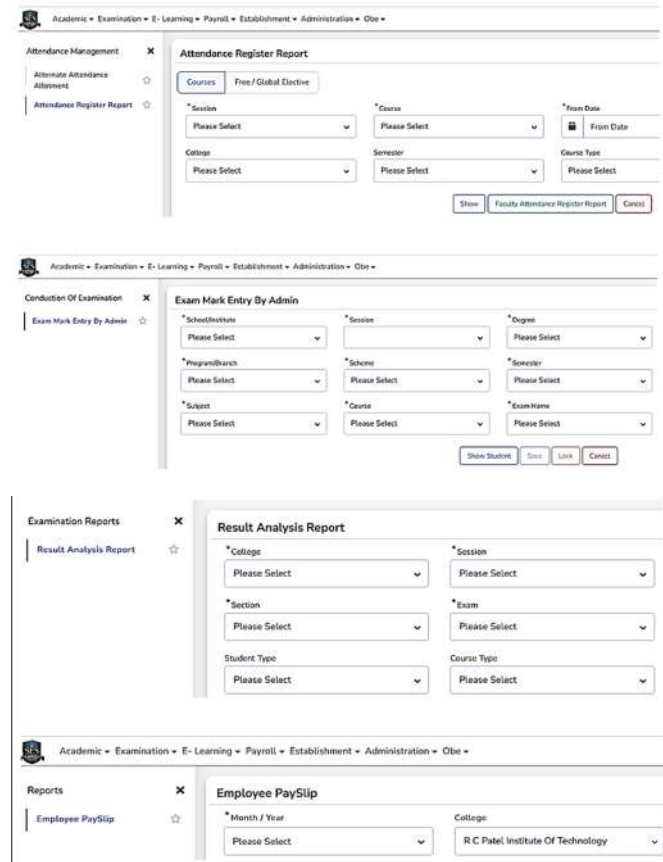 Academic Examination E- Learning Payroll Establishment Administration Obe
Attendance Management ×
Alternate Attendance
Allotment
Attendance Register Report
Attendance Register Report
Courses Free / Global Elective
*Session *Course *From Date
Please Select Please Select From Date
College Semester Course Type
Please Select Please Select Please Select
Show Faculty Attendance Register Report Cancel
Academic Examination E- Learning Payroll Establishment Administration Obe
Conduction Of Examination ×
Exam Mark Entry By Admin
Exam Mark Entry By Admin
*School/Institute *Session *Degree
Please Select Please Select
*Program/Branch *Scheme *Semester
Please Select Please Select Please Select
*Subject *Course *Exam Name
Please Select Please Select Please Select
Show Student Save Lock Cancel
Examination Reports ×
Result Analysis Report
Result Analysis Report
*College *Session
Please Select Please Select
*Section *Exam
Please Select Please Select
Student Type Course Type
Please Select Please Select
Academic Examination E- Learning Payroll Establishment Administration Obe
Reports ×
Employee PaySlip
Employee PaySlip
*Month / Year College
Please Select R C Patel Institute Of Technology